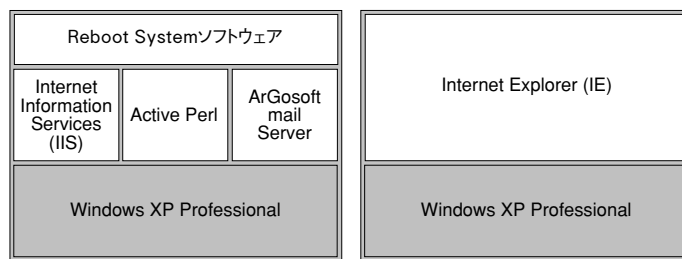 Reboot Systemソフトウェア
Internet
Information
Services
(IIS)
Active Perl
ArGosoft
mail
Server
Windows XP Professional
Internet Explorer (IE)
Windows XP Professional